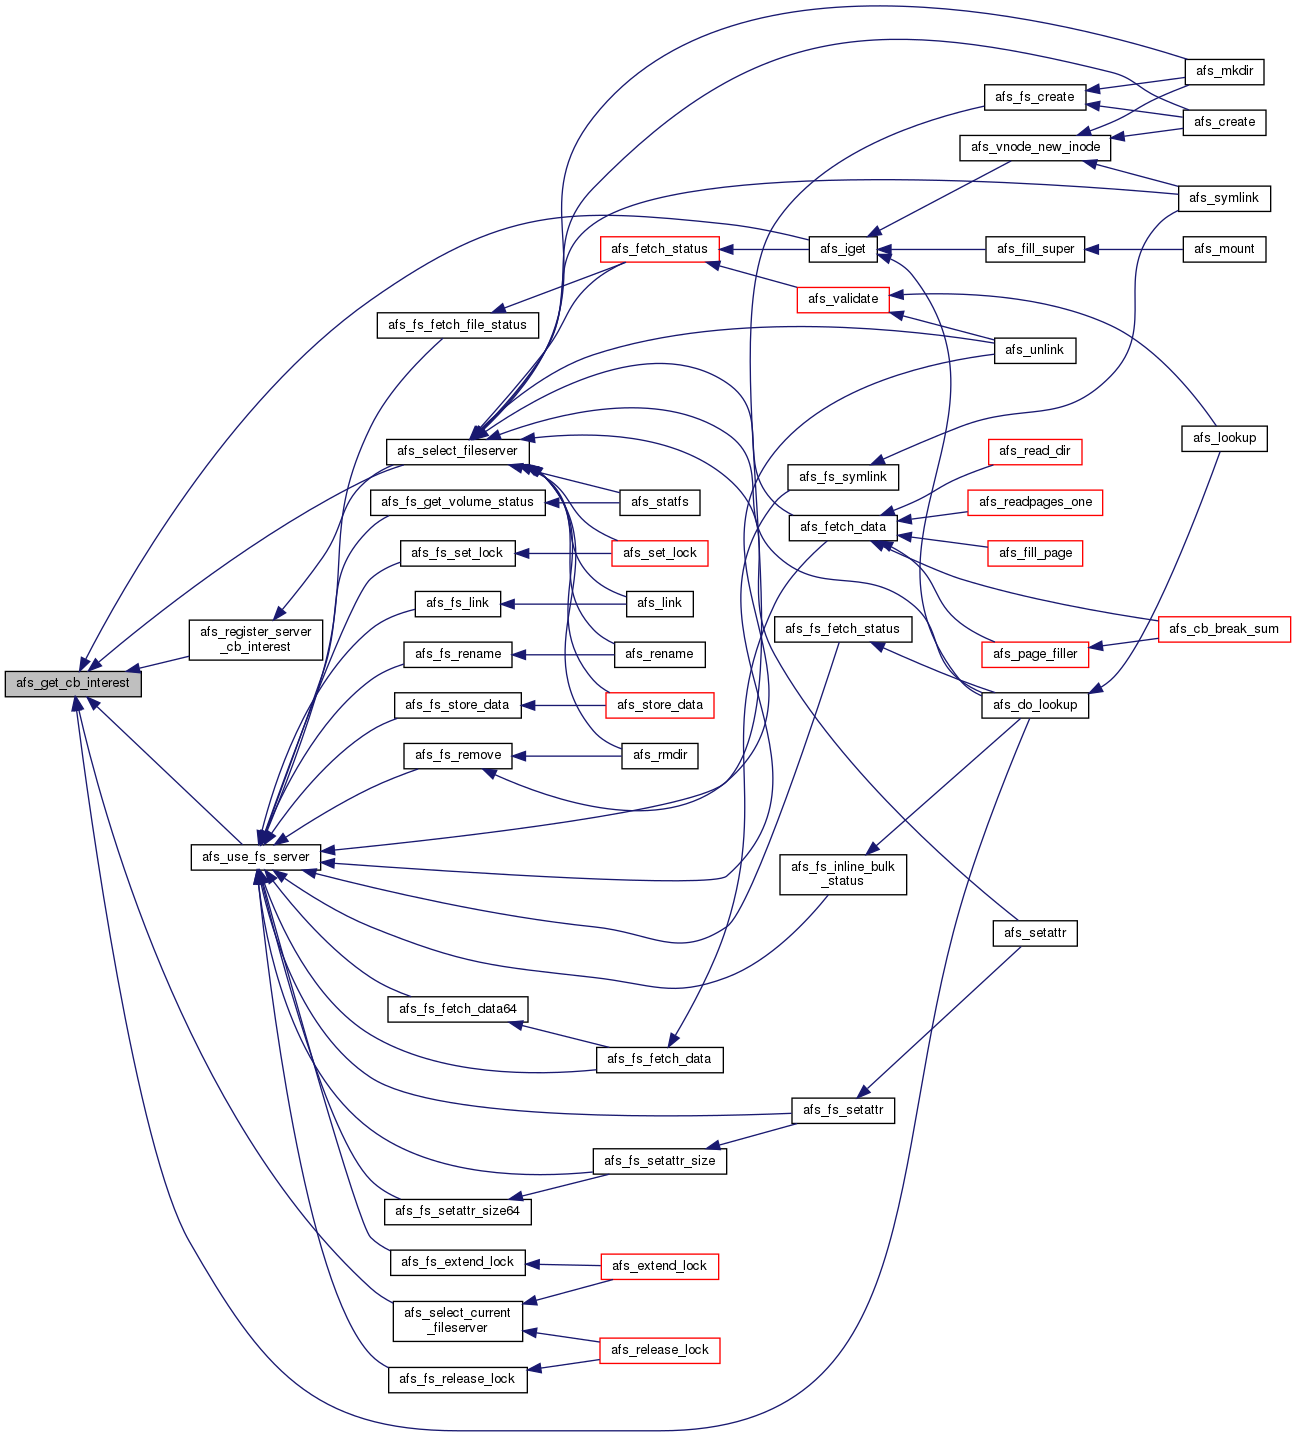 afs_mkdir
afs_fs_create
afs_create
afs_vnode_new_inode
afs_symlink
afs_fetch_status
afs_iget
afs_fill_super
afs_mount
afs_validate
afs_fs_fetch_file_status
afs_unlink
afs_lookup
afs_select_fileserver
afs_read_dir
afs_fs_symlink
afs_fs_get_volume_status
afs_statfs
afs_readpages_one
afs_fetch_data
afs_fs_set_lock
afs_set_lock
afs_fill_page
afs_fs_link
afs_link
afs_register_server
_cb_interest
afs_fs_fetch_status
afs_cb_break_sum
afs_fs_rename
afs_rename
afs_page_filler
afs_get_cb_interest
afs_fs_store_data
afs_store_data
afs_do_lookup
afs_fs_remove
afs_rmdir
afs_use_fs_server
afs_fs_inline_bulk
_status
afs_setattr
afs_fs_fetch_data64
afs_fs_fetch_data
afs_fs_setattr
afs_fs_setattr_size
afs_fs_setattr_size64
afs_fs_extend_lock
afs_extend_lock
afs_select_current
_fileserver
afs_release_lock
afs_fs_release_lock